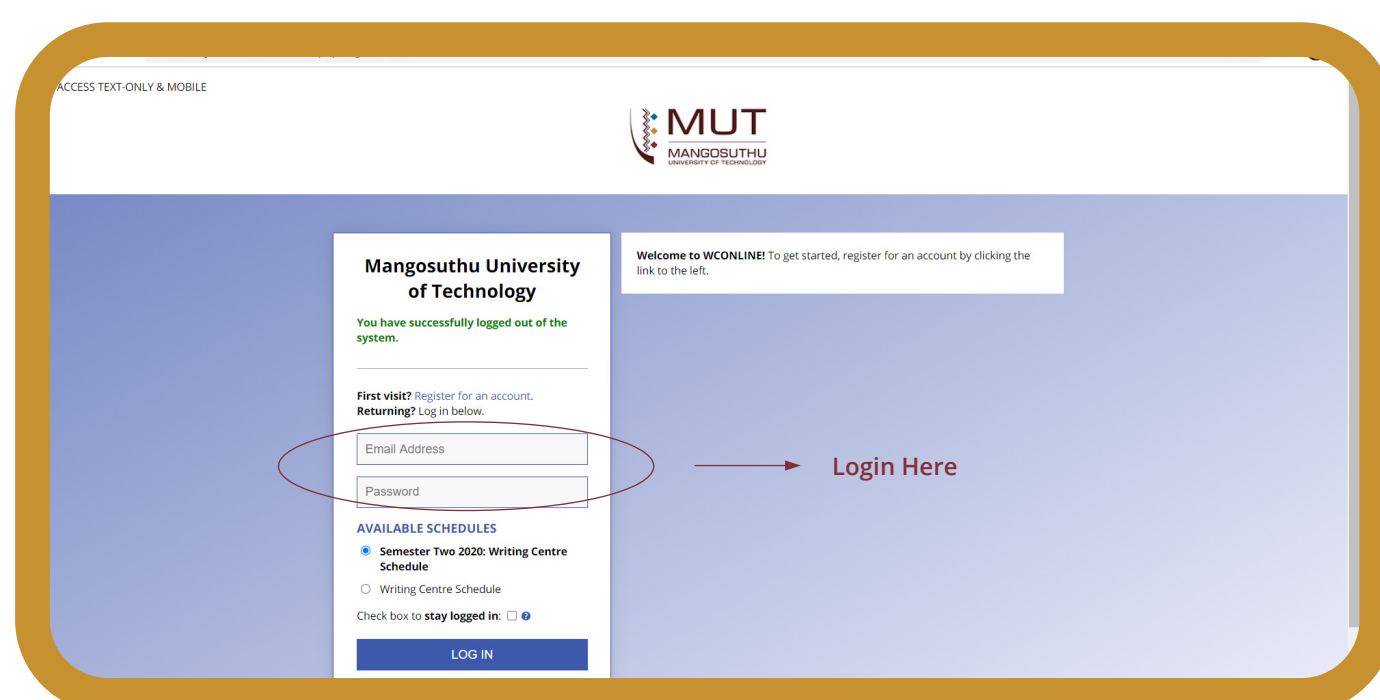 ACCESS TEXT-ONLY & MOBILE
MUT
MANGOSUTHU
UNIVERSITY OF TECHNOLOGY
Mangosuthu University
of Technology
You have successfully logged out of the
system.
First visit? Register for an account.
Returning? Log in below.
Email Address
Password
AVAILABLE SCHEDULES
Semester Two 2020: Writing Centre
Schedule
Writing Centre Schedule
Check box to stay logged in: ?
LOG IN
Welcome to WCONLINE! To get started, register for an account by clicking the
link to the left.
Login Here